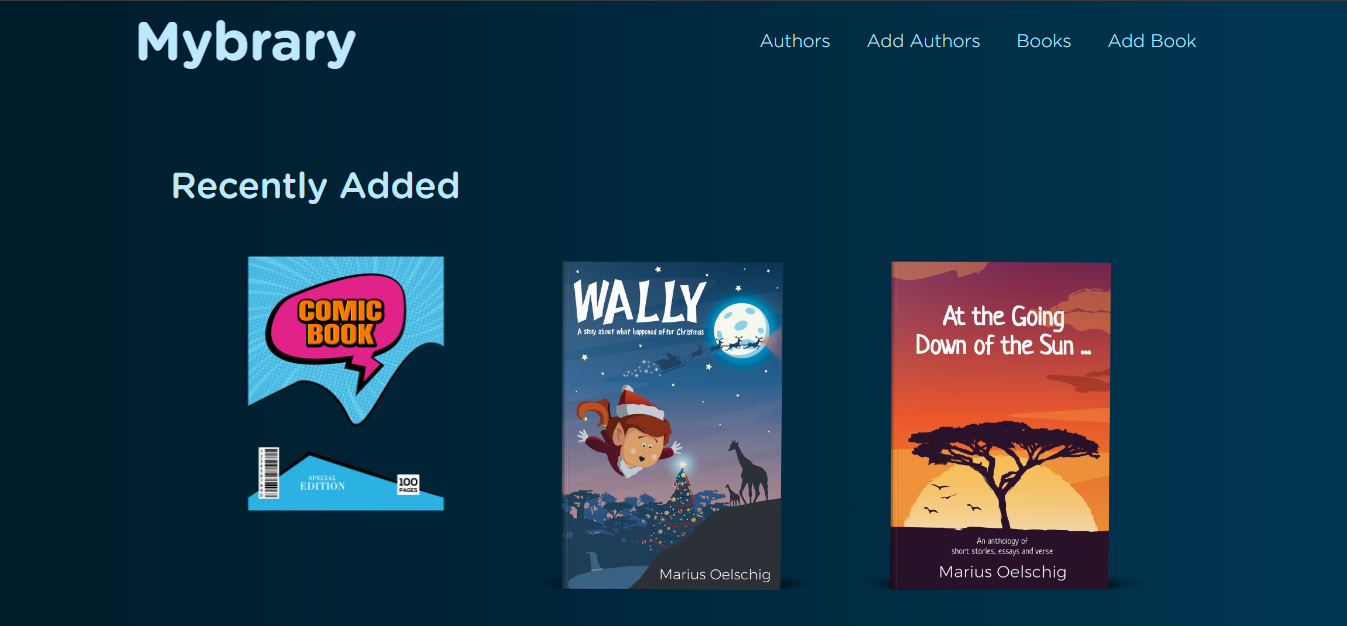 Mybrary
Authors
Add Authors
Books
Add Book
Recently Added
COMIC
BOOK
SPECIAL
EDITION
100
PAGES
WALLY
A story about what happened after Christmas
Marius Oelschig
At the Going
Down of the Sun ...
An anthology of
short stories, essays and verse
Marius Oelschig